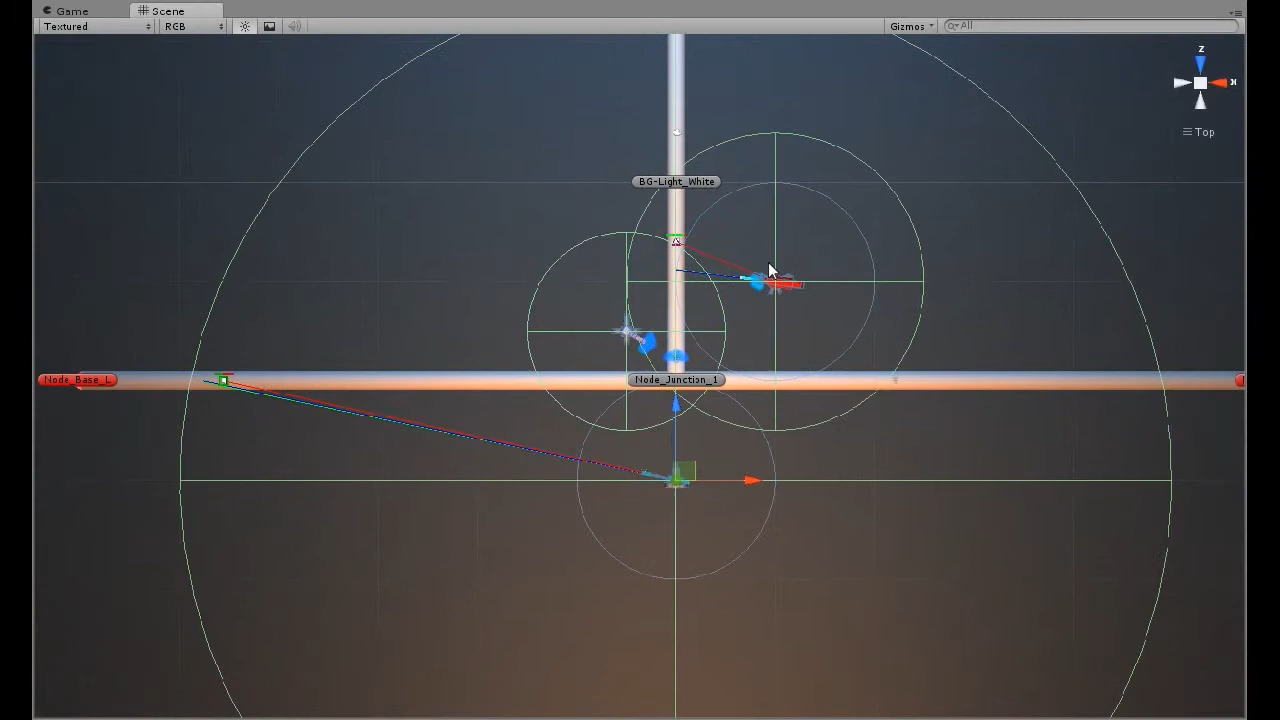 Game Scene
Textured RGB Gizmos All
z
x
Top
BG-Light_White
Node_Base_L Node_Junction_1